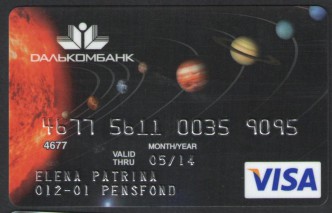 ДАЛЬКОМБАНК
4677 5611 0035 9095
4677
MONTH/YEAR
VALID THRU 05/14
ELENA PATRINA
012-01 PENSFOND
VISA